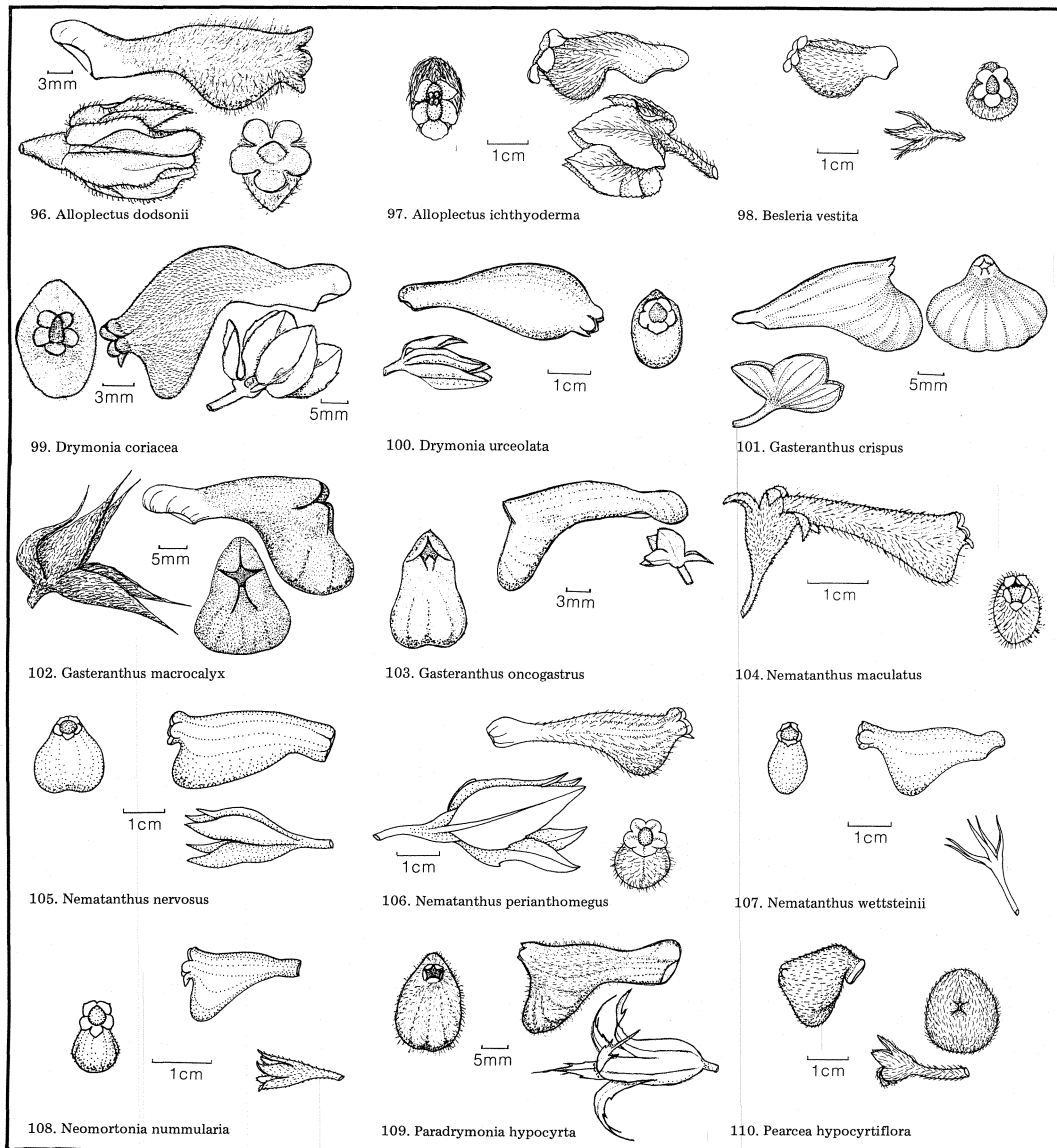 3mm
1cm
1cm
96. Alloplectus dodsonii
97. Alloplectus ichthyoderma
98. Besleria vestita
3mm
5mm
1cm
5mm
99. Drymonia coriacea
100. Drymonia urceolata
101. Gasteranthus crispus
5mm
3mm
1cm
102. Gasteranthus macrocalyx
103. Gasteranthus oncogastrus
104. Nematanthus maculatus
1cm
1cm
1cm
105. Nematanthus nervosus
106. Nematanthus perianthomegus
107. Nematanthus wettsteinii
1cm
5mm
1cm
108. Neomortonia nummularia
109. Paradrymonia hypocyrta
110. Pearcea hypocyrtiflora